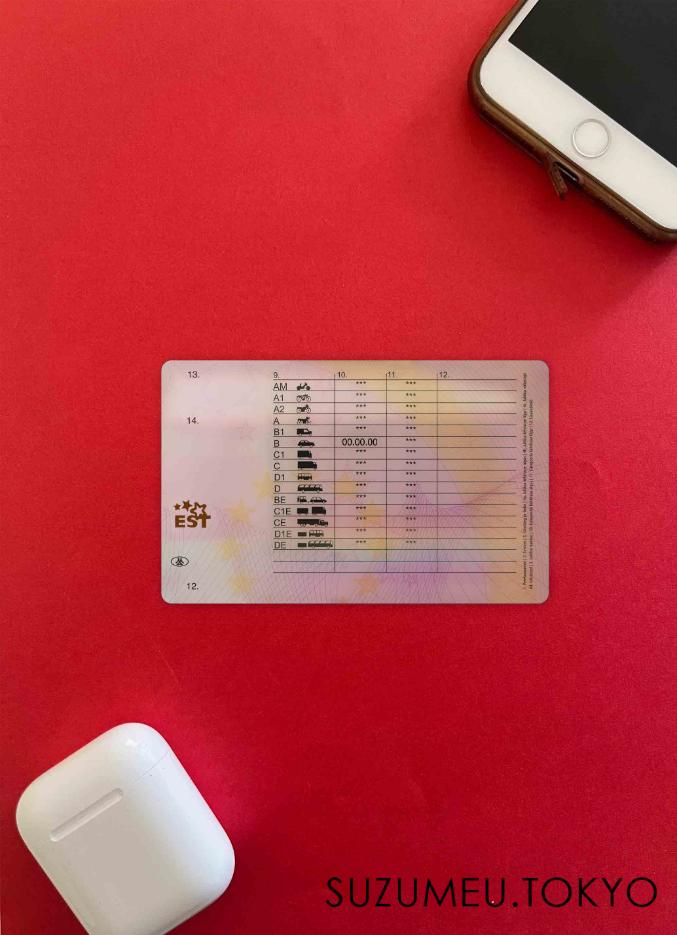 13.
14.
EST
12.
9. 10. 11. 12.
AM *** ***
A1 *** ***
A2 *** ***
A *** ***
B1 *** ***
B 00.00.00 ***
C1 *** ***
C *** ***
D1 *** ***
D *** ***
BE *** ***
C1E *** ***
CE *** ***
D1E *** ***
DE *** ***
SUZUMEU.TOKYO